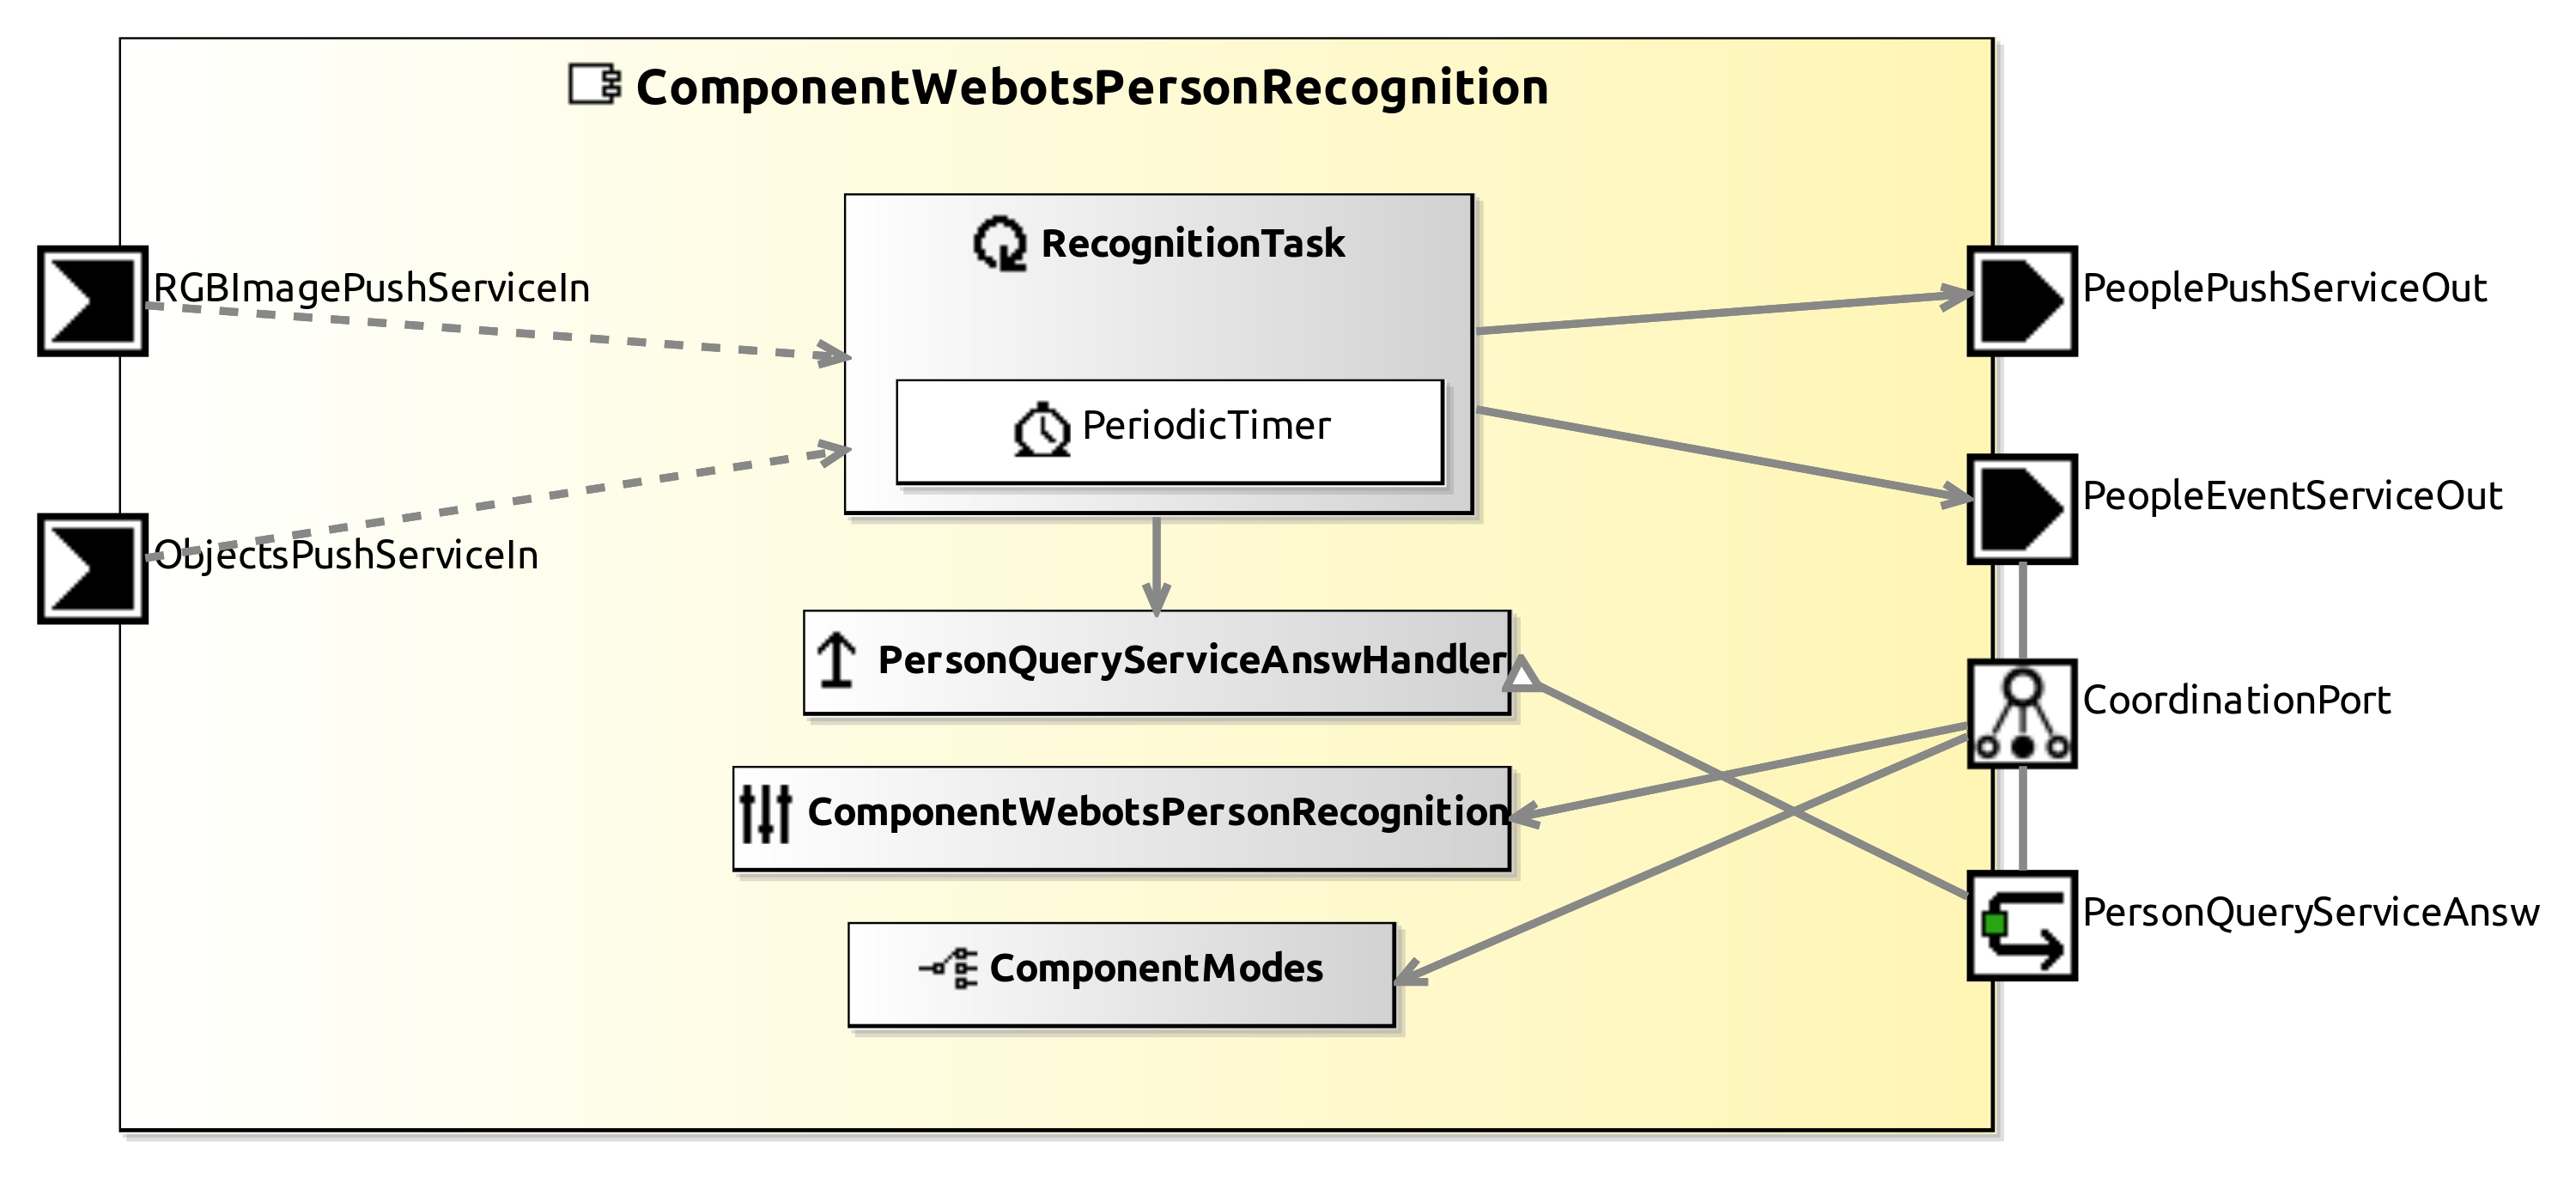 ComponentWebotsPersonRecognition
RecognitionTask
RGBImagePushServiceIn
PeoplePushServiceOut
PeriodicTimer
PeopleEventServiceOut
ObjectsPushServiceIn
PersonQueryServiceAnswHandler
CoordinationPort
ComponentWebotsPersonRecognition
PersonQueryServiceAnsw
ComponentModes